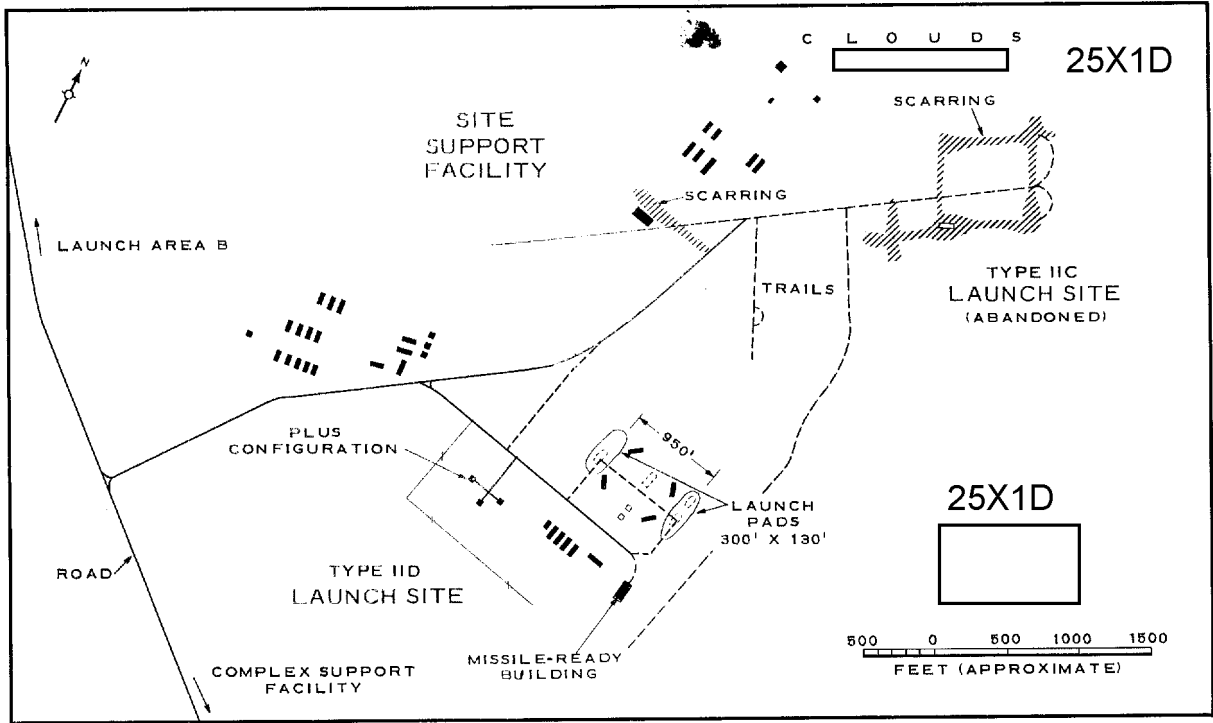 C L O U D S
25X1D
N
SCARRING
SITE
SUPPORT
FACILITY
SCARRING
LAUNCH AREA B
TYPE IIC
LAUNCH SITE
(ABANDONED)
TRAILS
PLUS
CONFIGURATION
950'
25X1D
LAUNCH
PADS
300' X 130'
ROAD
TYPE IID
LAUNCH SITE
MISSILE-READY
BUILDING
COMPLEX SUPPORT
FACILITY
500 0 500 1000 1500
FEET (APPROXIMATE)